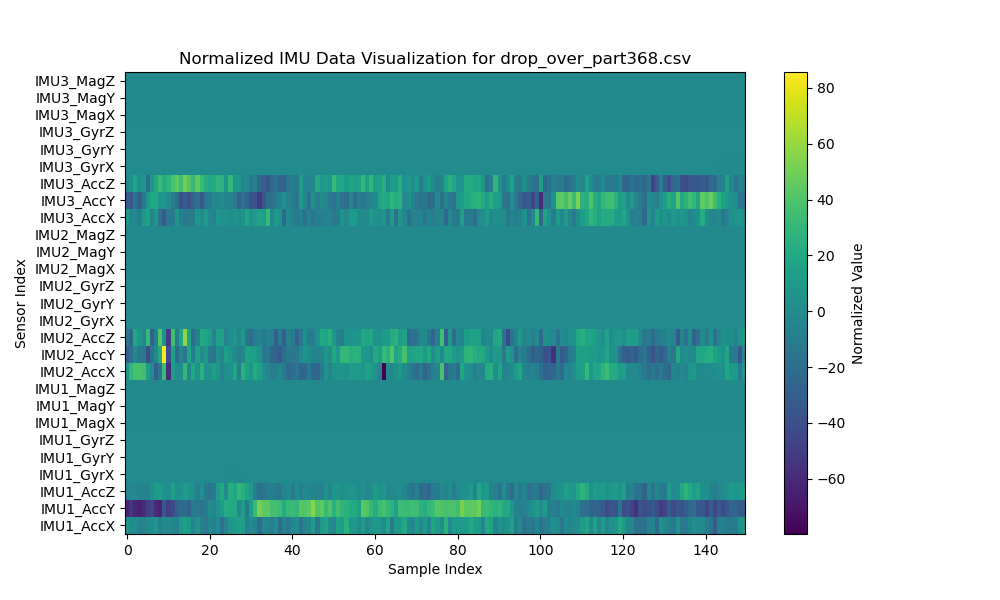 Normalized IMU Data Visualization for drop_over_part368.csv
IMU3_MagZ
IMU3_MagY
IMU3_MagX
IMU3_GyrZ
IMU3_GyrY
IMU3_GyrX
IMU3_AccZ
IMU3_AccY
IMU3_AccX
IMU2_MagZ
IMU2_MagY
IMU2_MagX
IMU2_GyrZ
IMU2_GyrY
IMU2_GyrX
IMU2_AccZ
IMU2_AccY
IMU2_AccX
IMU1_MagZ
IMU1_MagY
IMU1_MagX
IMU1_GyrZ
IMU1_GyrY
IMU1_GyrX
IMU1_AccZ
IMU1_AccY
IMU1_AccX
Sensor Index
0 20 40 60 80 100 120 140
Sample Index
80
60
40
20
0
−20
−40
−60
Normalized Value